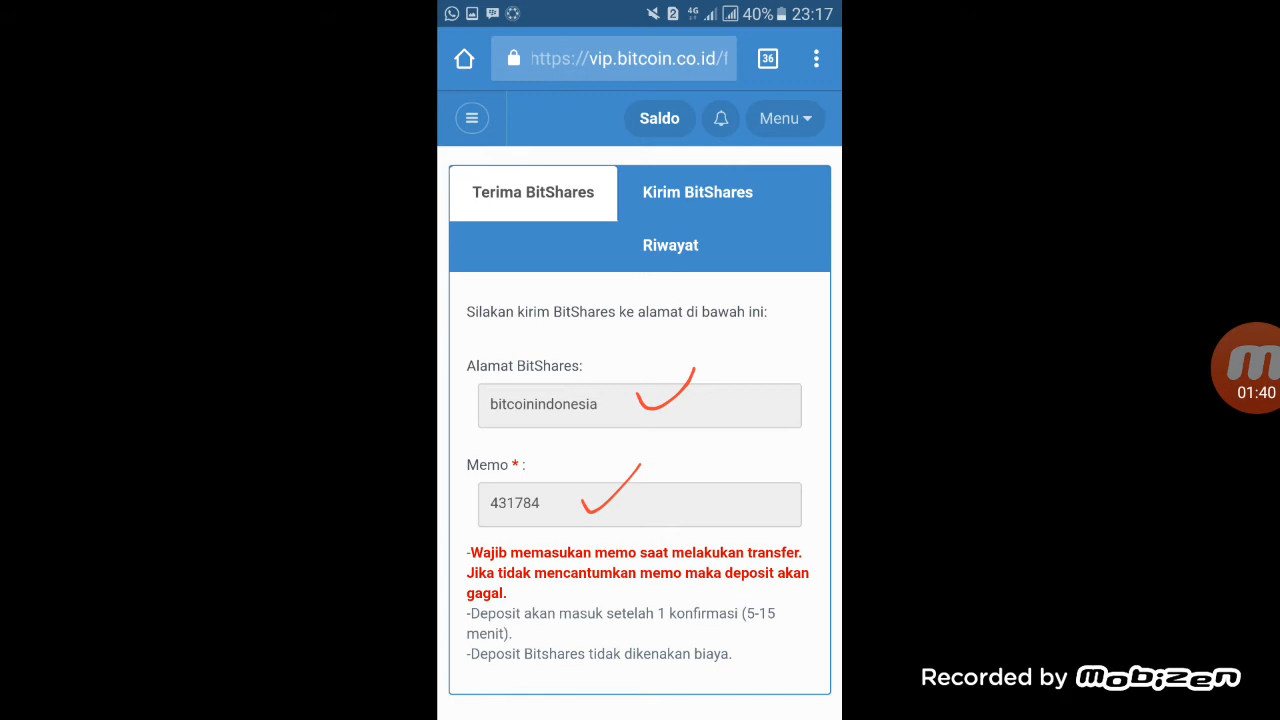 40% 23:17
https://vip.bitcoin.co.id/f
36
Saldo
Menu
Terima BitShares
Kirim BitShares
Riwayat
Silakan kirim BitShares ke alamat di bawah ini:
Alamat BitShares:
bitcoinindonesia
Memo * :
431784
-Wajib memasukan memo saat melakukan transfer.
Jika tidak mencantumkan memo maka deposit akan
gagal.
-Deposit akan masuk setelah 1 konfirmasi (5-15
menit).
-Deposit Bitshares tidak dikenakan biaya.
01:40
Recorded by mobizen